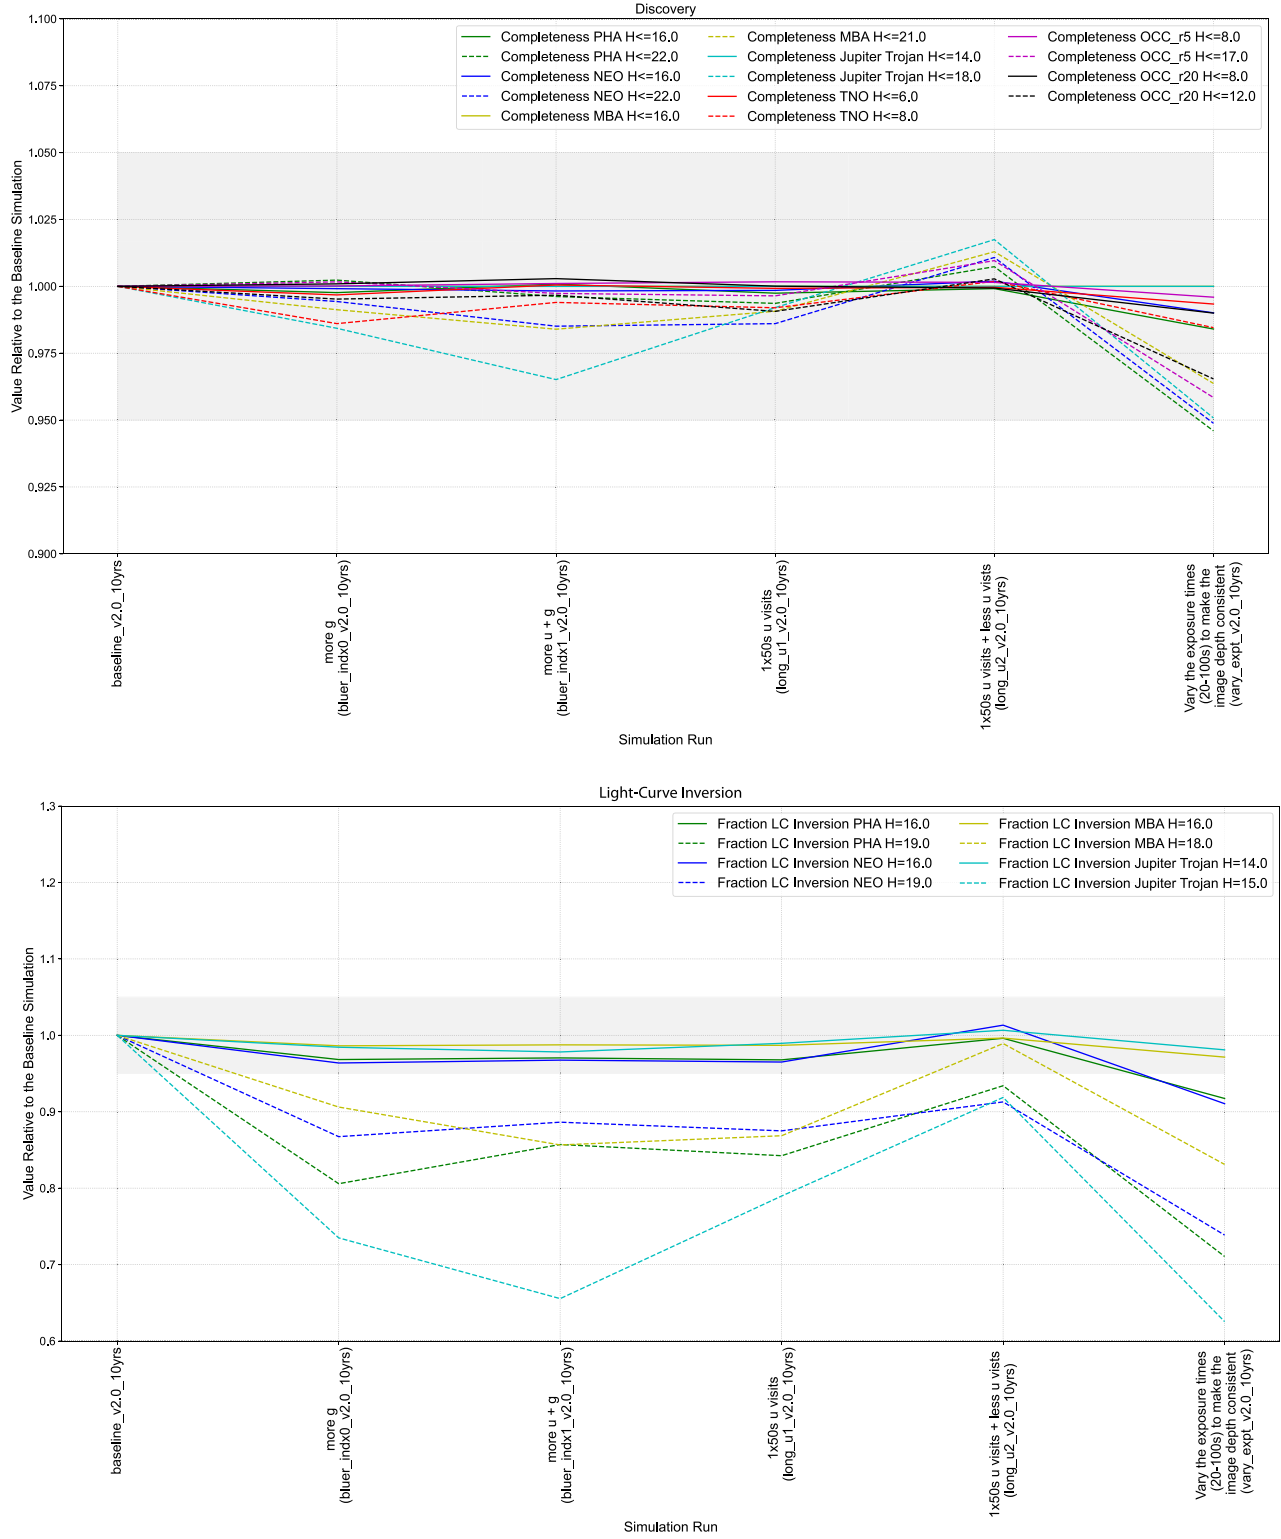 Discovery
1.100
1.075
1.050
1.025
1.000
0.975
0.950
0.925
0.900
Value Relative to the Baseline Simulation
Completeness PHA H<=16.0
Completeness PHA H<=22.0
Completeness NEO H<=16.0
Completeness NEO H<=22.0
Completeness MBA H<=16.0
Completeness MBA H<=21.0
Completeness Jupiter Trojan H<=14.0
Completeness Jupiter Trojan H<=18.0
Completeness TNO H<=6.0
Completeness TNO H<=8.0
Completeness OCC_r5 H<=8.0
Completeness OCC_r5 H<=17.0
Completeness OCC_r20 H<=8.0
Completeness OCC_r20 H<=12.0
baseline_v2.0_10yrs
more g
(bluer_indx0_v2.0_10yrs)
more u + g
(bluer_indx1_v2.0_10yrs)
1x50s u visits
(long_u1_v2.0_10yrs)
1x50s u visits + less u vists
(long_u2_v2.0_10yrs)
Vary the exposure times
(20-100s) to make the
image depth consistent
(vary_expt_v2.0_10yrs)
Simulation Run
Light-Curve Inversion
1.3
1.2
1.1
1.0
0.9
0.8
0.7
0.6
Value Relative to the Baseline Simulation
Fraction LC Inversion PHA H=16.0
Fraction LC Inversion PHA H=19.0
Fraction LC Inversion NEO H=16.0
Fraction LC Inversion NEO H=19.0
Fraction LC Inversion MBA H=16.0
Fraction LC Inversion MBA H=18.0
Fraction LC Inversion Jupiter Trojan H=14.0
Fraction LC Inversion Jupiter Trojan H=15.0
baseline_v2.0_10yrs
more g
(bluer_indx0_v2.0_10yrs)
more u + g
(bluer_indx1_v2.0_10yrs)
1x50s u visits
(long_u1_v2.0_10yrs)
1x50s u visits + less u vists
(long_u2_v2.0_10yrs)
Vary the exposure times
(20-100s) to make the
image depth consistent
(vary_expt_v2.0_10yrs)
Simulation Run